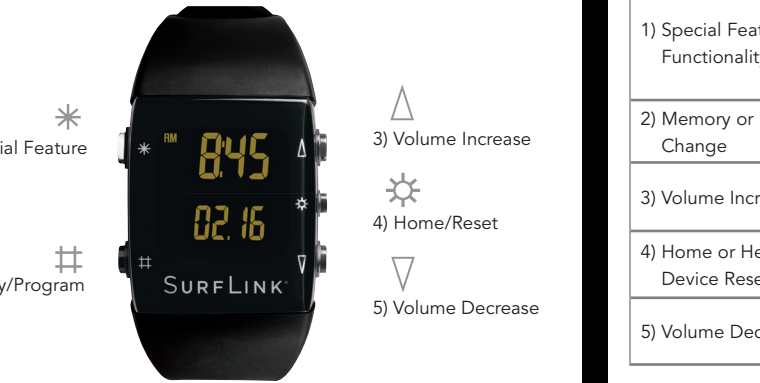 ial Feature
y/Program
AM 8:45
02.16
SURFLINK
3) Volume Increase
4) Home/Reset
5) Volume Decrease
1) Special Feat
Functionality
2) Memory or
Change
3) Volume Incr
4) Home or He
Device Rese
5) Volume Dec